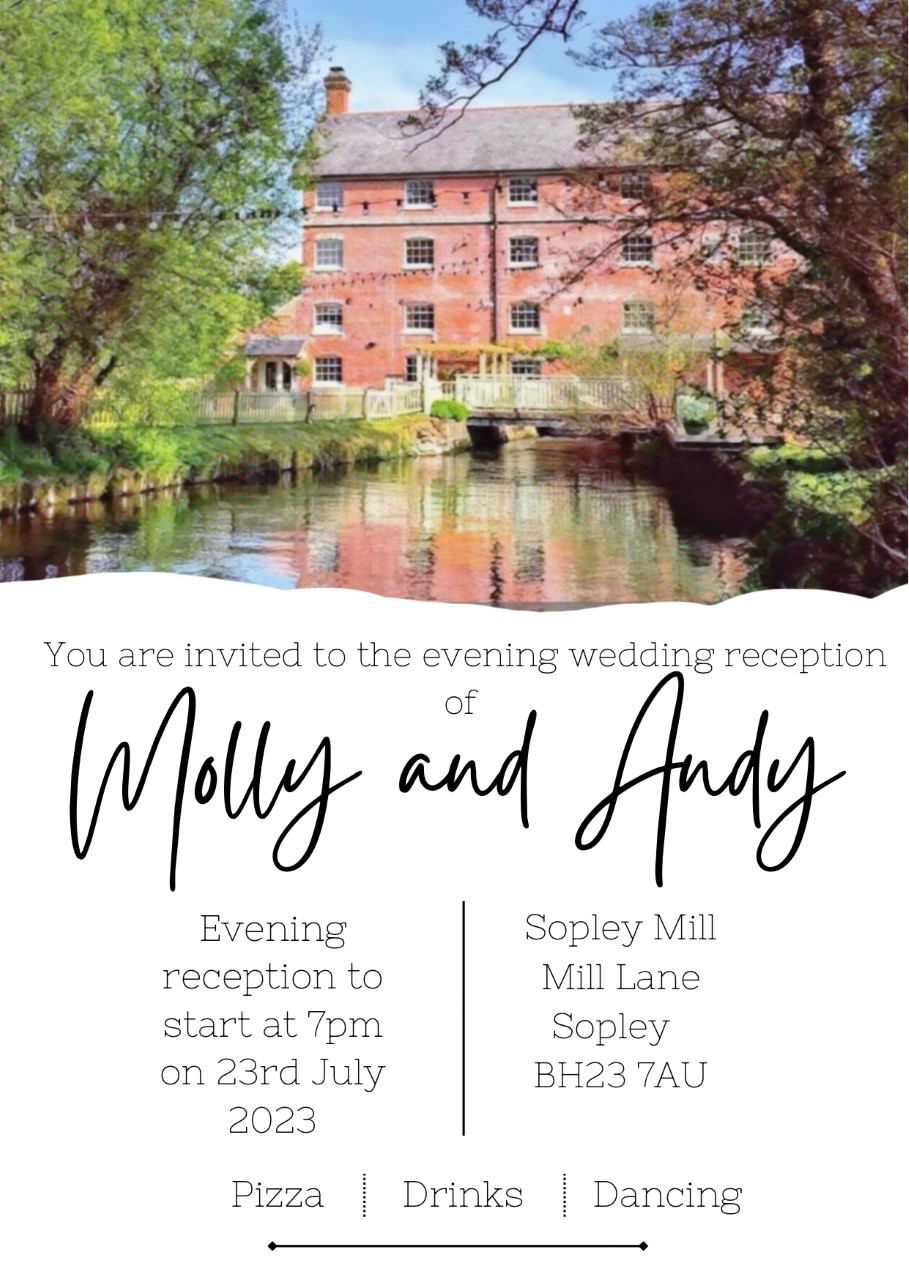 You are invited to the evening wedding reception
of
Molly and Andy
Evening
reception to
start at 7pm
on 23rd July
2023
Sopley Mill
Mill Lane
Sopley
BH23 7AU
Pizza Drinks Dancing